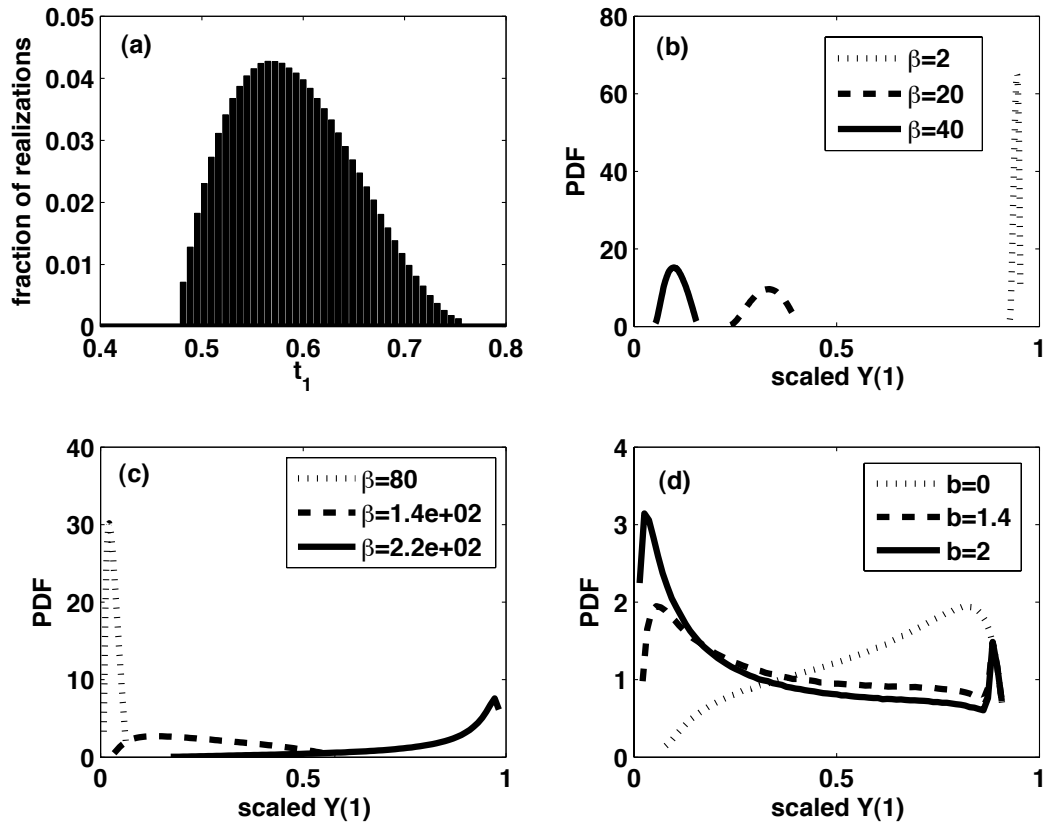 (a)
fraction of realizations
0.05
0.04
0.03
0.02
0.01
0
0.4
0.5
0.6
0.7
0.8
t1
(b)
PDF
80
60
40
20
0
β=2
β=20
β=40
0
0.5
1
scaled Y(1)
(c)
PDF
40
30
20
10
0
β=80
β=1.4e+02
β=2.2e+02
0
0.5
1
scaled Y(1)
(d)
PDF
4
3
2
1
0
b=0
b=1.4
b=2
0
0.5
1
scaled Y(1)